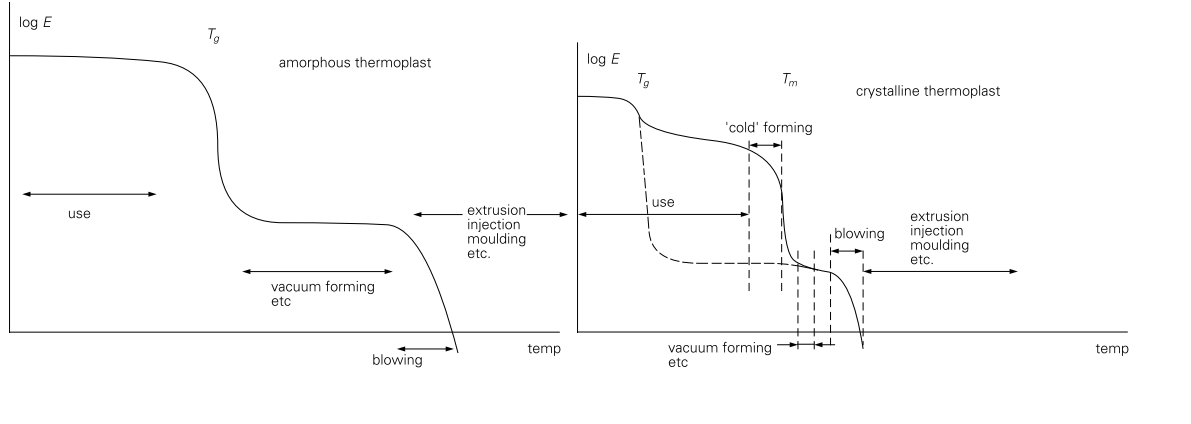 log E
Tg
amorphous thermoplast
use
extrusion
injection
moulding
etc.
vacuum forming
etc
blowing
temp
log E
Tg
Tm
crystalline thermoplast
'cold' forming
use
blowing
extrusion
injection
moulding
etc.
vacuum forming
etc
temp